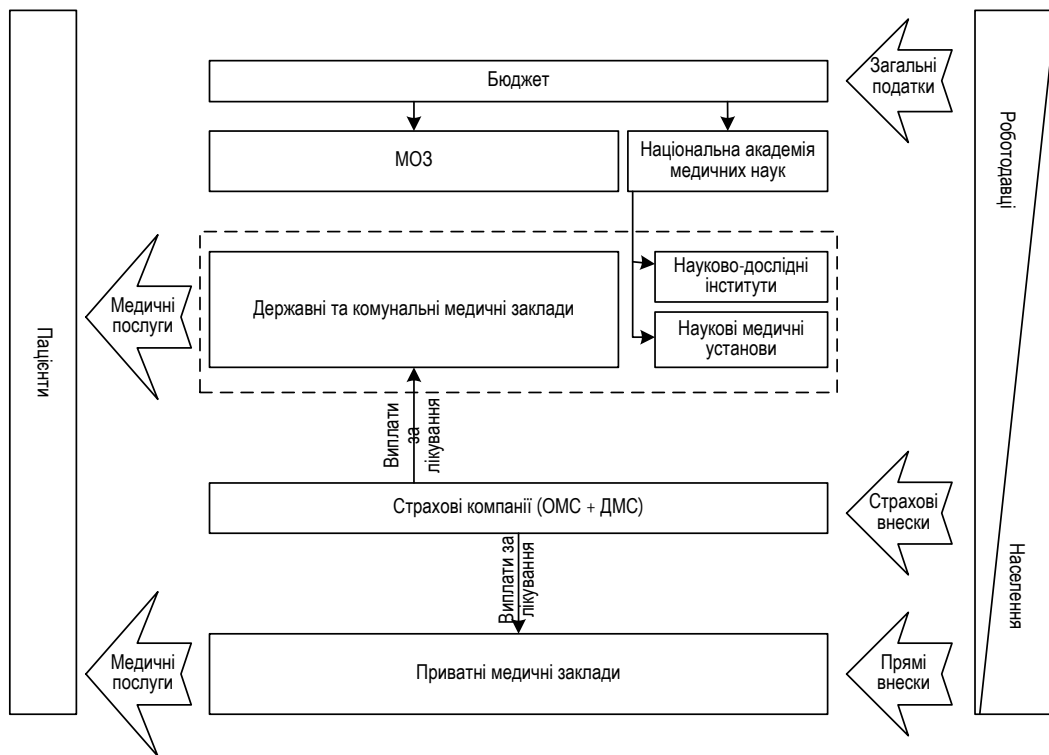 Бюджет
Загальні
податки
МОЗ
Національна академія
медичних наук
Роботодавці
Державні та комунальні медичні заклади
Науково-дослідні
інститути
Наукові медичні
установи
Медичні
послуги
Пацієнти
Виплати
за
лікування
Страхові компанії (ОМС + ДМС)
Страхові
внески
Виплати за
лікування
Населення
Медичні
послуги
Приватні медичні заклади
Прямі
внески